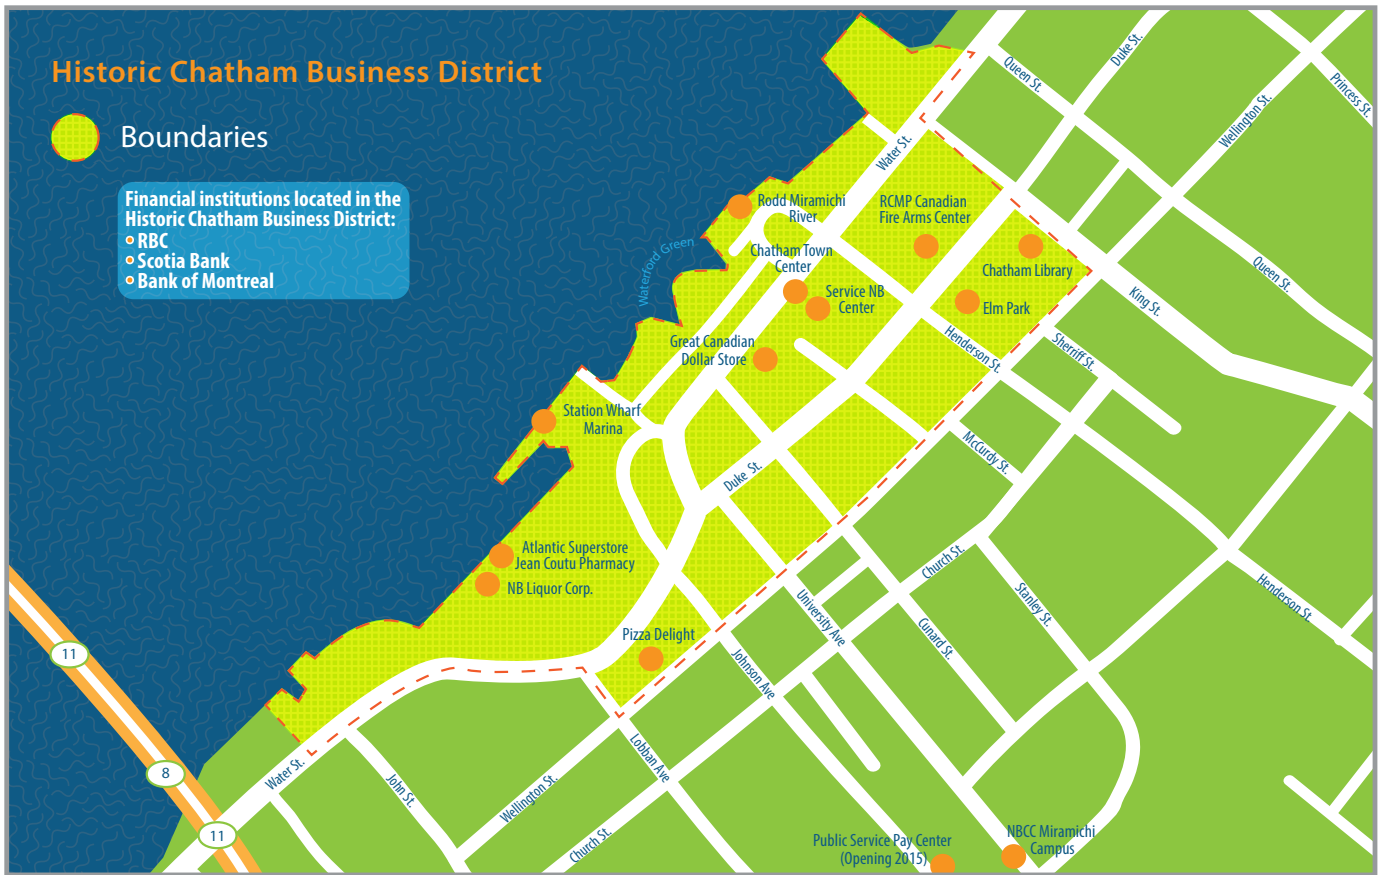 Historic Chatham Business District
Boundaries
Financial institutions located in the
Historic Chatham Business District:
• RBC
• Scotia Bank
• Bank of Montreal
Queen St.
Duke St.
Princess St.
Wellington St.
Water St.
Rodd Miramichi
River
RCMP Canadian
Fire Arms Center
Waterford Green
Chatham Town
Center
Chatham Library
Queen St.
Service NB
Center
Elm Park
King St.
Great Canadian
Dollar Store
Henderson St.
Sherriff St.
Station Wharf
Marina
McCurdy St.
Duke St.
Atlantic Superstore
Jean Coutu Pharmacy
NB Liquor Corp.
Church St.
Stanley St.
Henderson St.
University Ave
Cunard St.
Pizza Delight
11
Johnson Ave
8
Water St.
John St.
Lobban Ave
Wellington St.
11
Church St.
Public Service Pay Center
(Opening 2015)
NBCC Miramichi
Campus